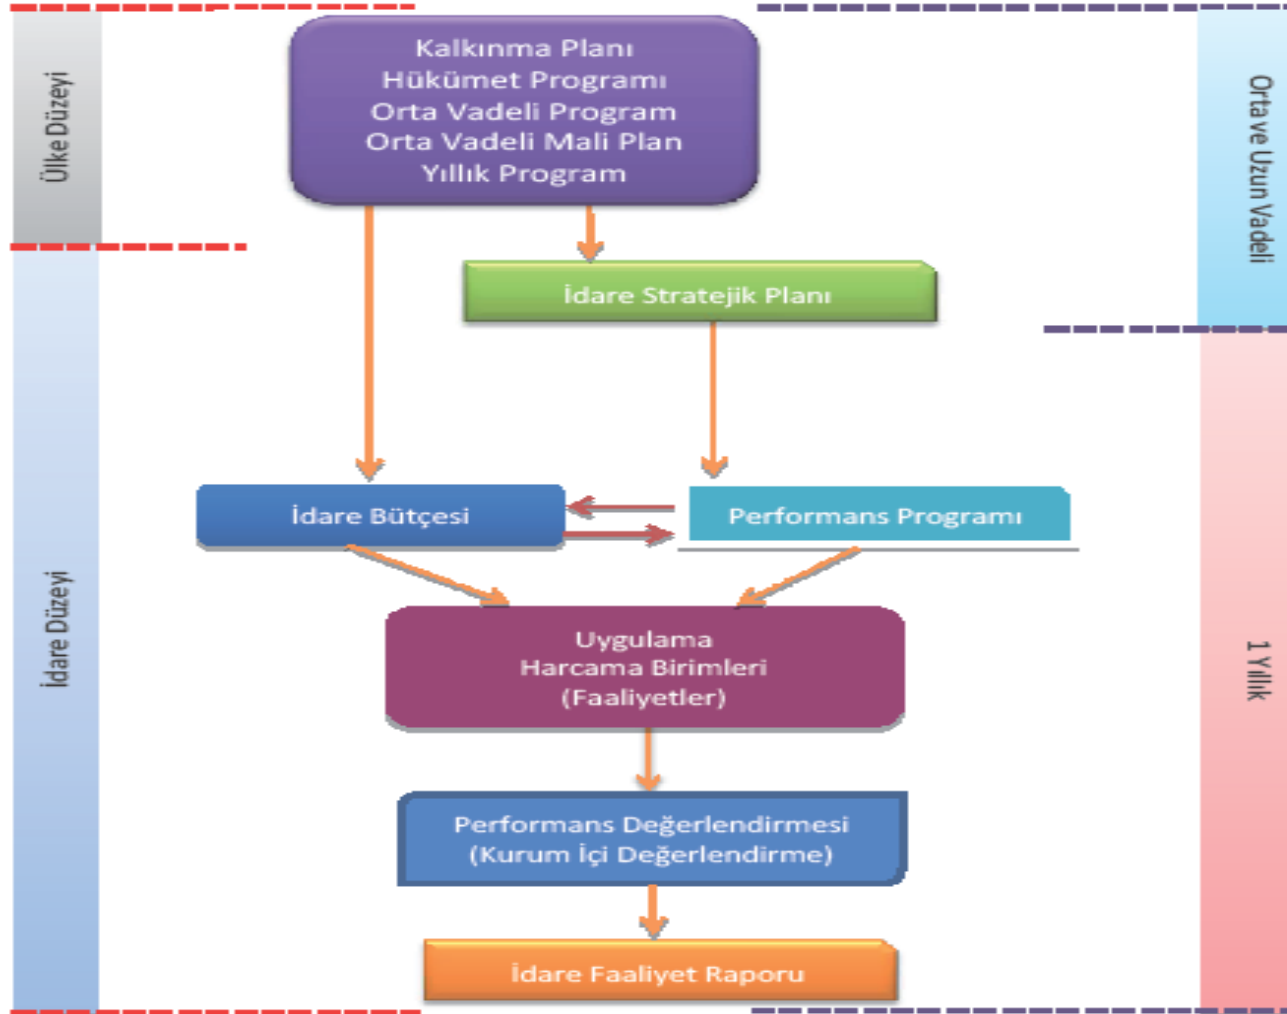 Ülke Düzeyi
Kalkınma Planı
Hükümet Programı
Orta Vadeli Program
Orta Vadeli Mali Plan
Yıllık Program
Orta ve Uzun Vadeli
İdare Stratejik Planı
İdare Düzeyi
İdare Bütçesi
Performans Programı
1 Yıllık
Uygulama
Harcama Birimleri
(Faaliyetler)
Performans Değerlendirmesi
(Kurum İçi Değerlendirme)
İdare Faaliyet Raporu